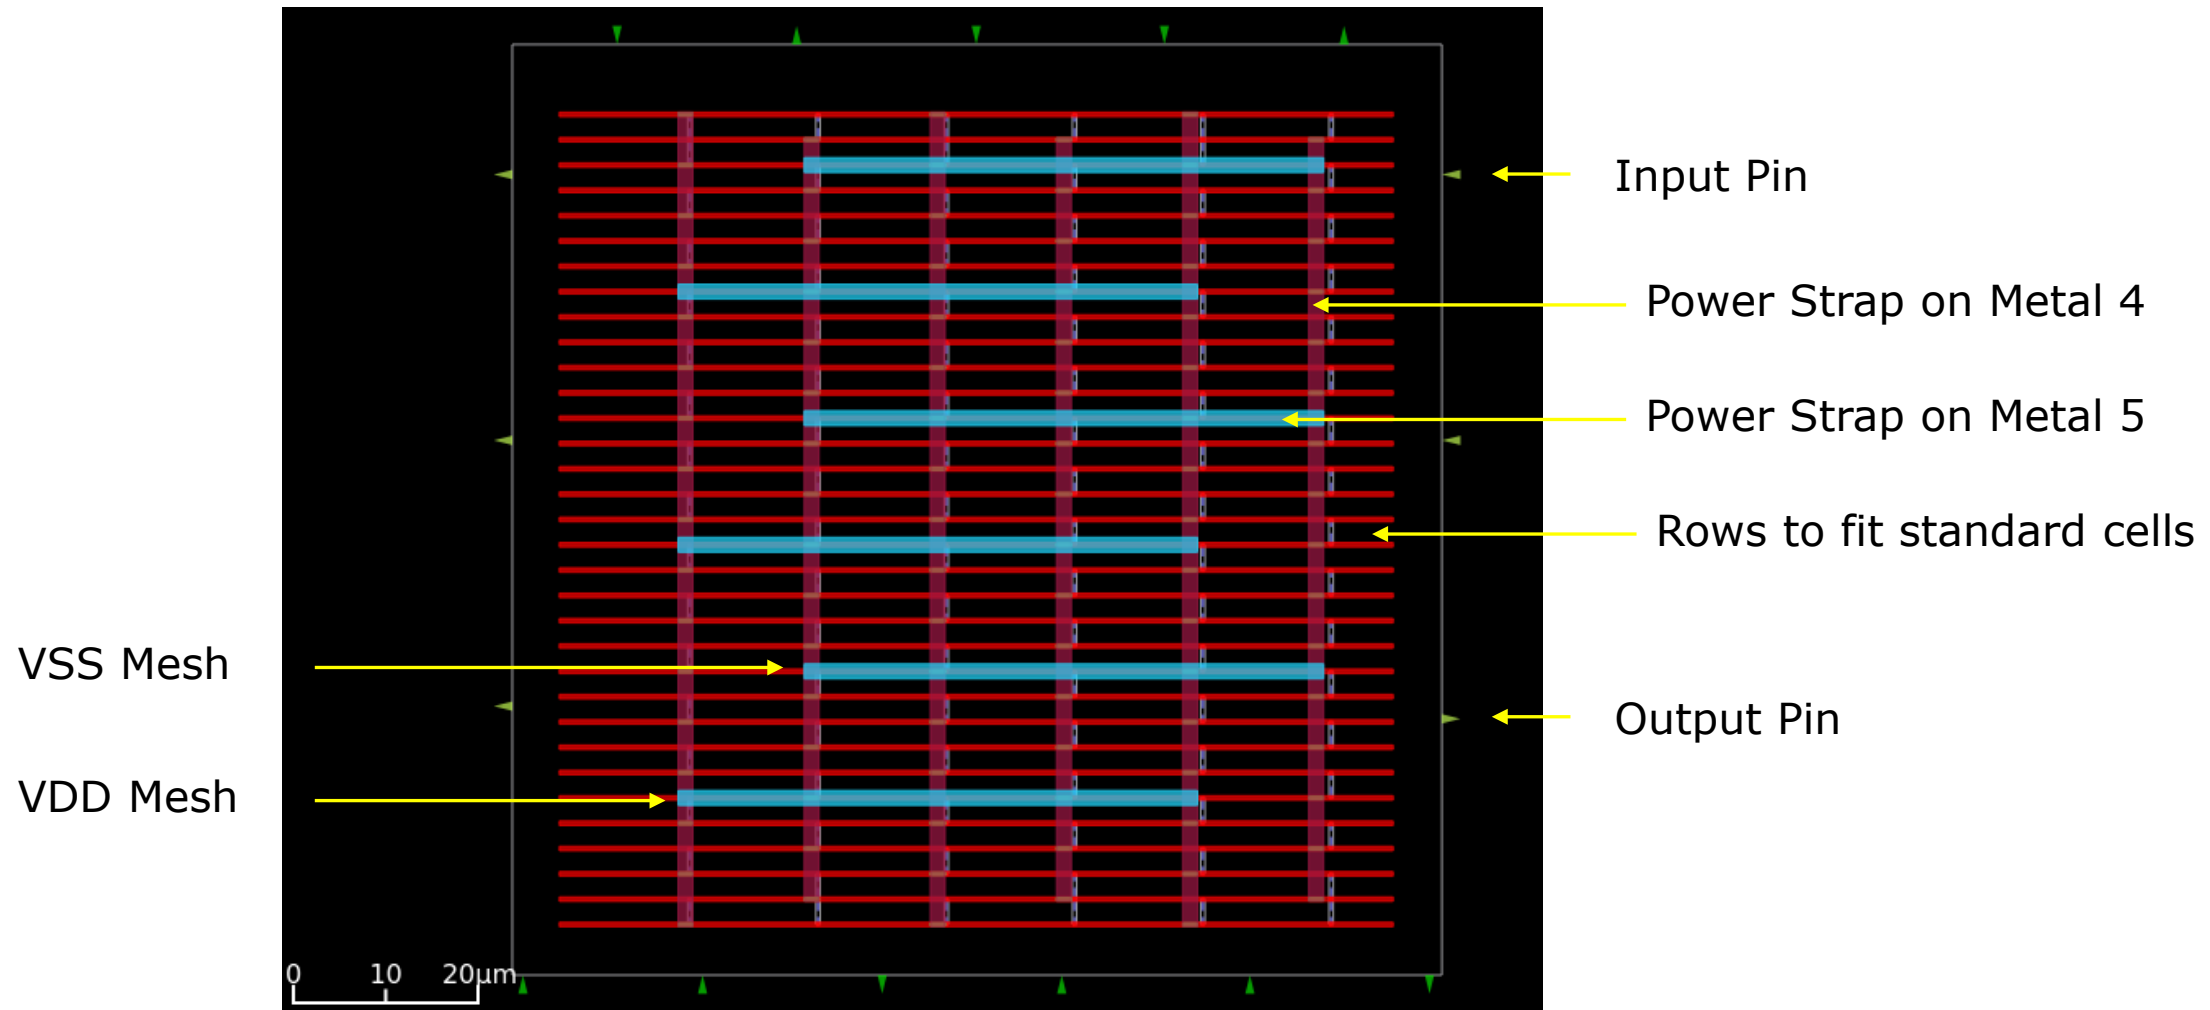 Input Pin
Power Strap on Metal 4
Power Strap on Metal 5
Rows to fit standard cells
VSS Mesh
Output Pin
VDD Mesh
0 10 20µm